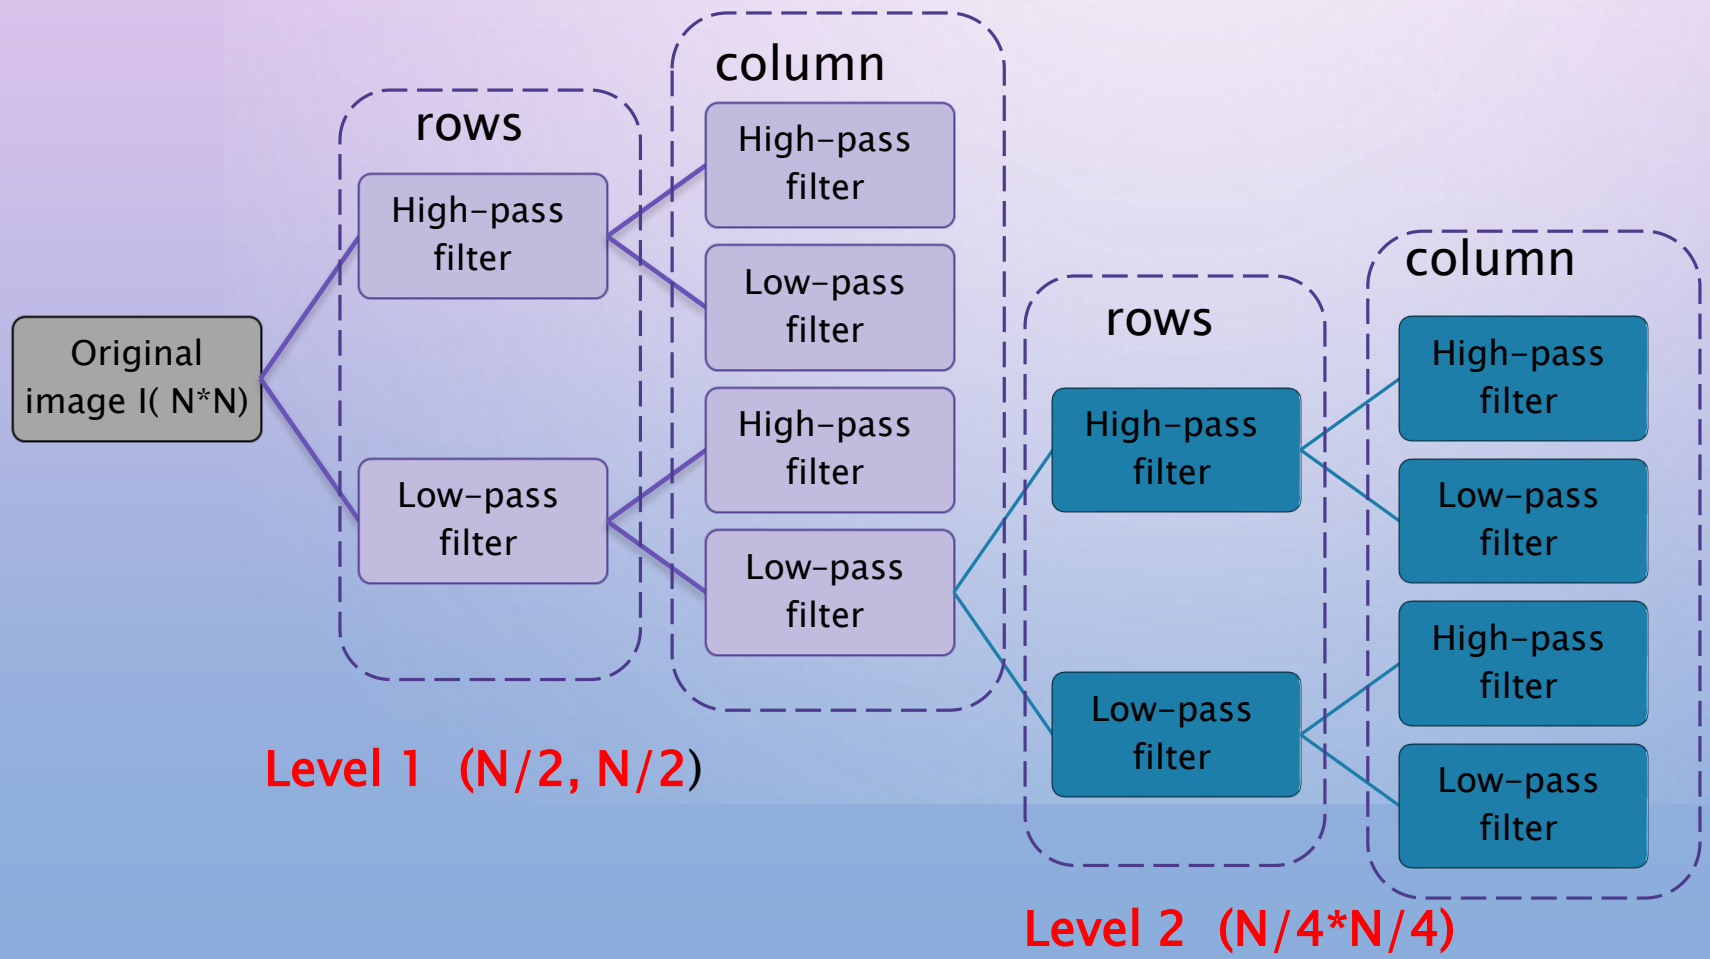 column
rows
High-pass
filter
High-pass
filter
Low-pass
filter
Original
image I( N*N)
High-pass
filter
Low-pass
filter
Low-pass
filter
Level 1  (N/2, N/2)
column
rows
High-pass
filter
High-pass
filter
Low-pass
filter
High-pass
filter
Low-pass
filter
Low-pass
filter
Level 2  (N/4*N/4)